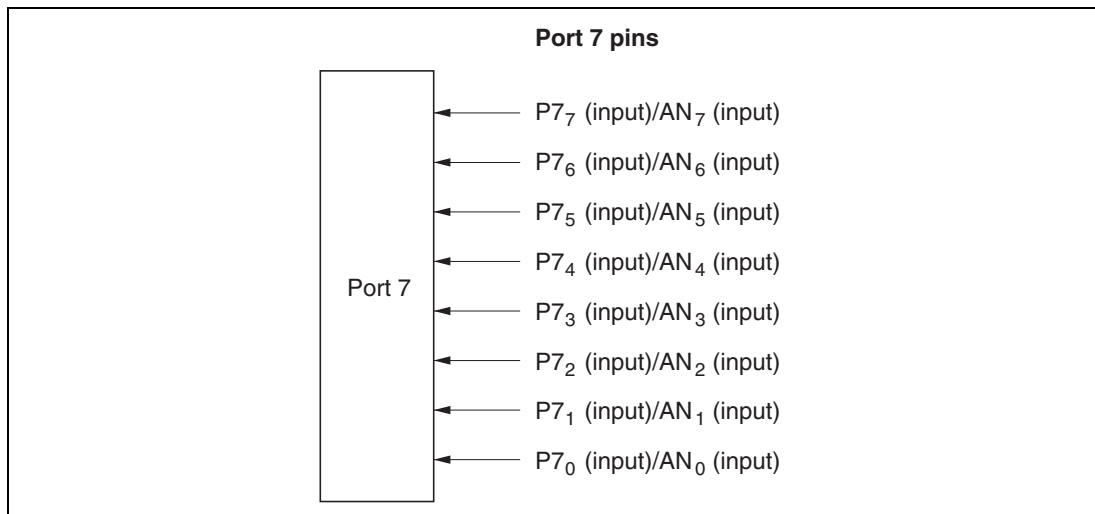 Port 7 pins
P7₇ (input)/AN₇ (input)
P7₆ (input)/AN₆ (input)
P7₅ (input)/AN₅ (input)
P7₄ (input)/AN₄ (input)
Port 7
P7₃ (input)/AN₃ (input)
P7₂ (input)/AN₂ (input)
P7₁ (input)/AN₁ (input)
P7₀ (input)/AN₀ (input)